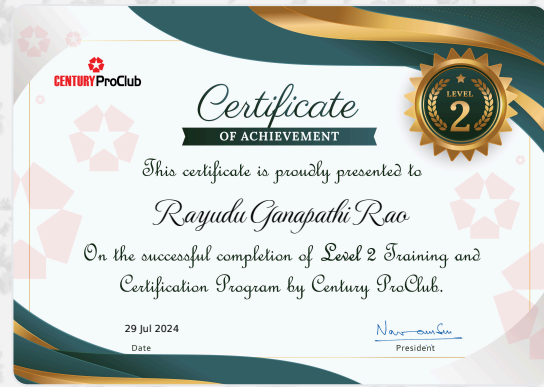 CENTURY ProClub
LEVEL
2
Certificate
OF ACHIEVEMENT
This certificate is proudly presented to
Rayudu Ganapathi Rao
On the successful completion of Level 2 Training and
Certification Program by Century ProClub.
29 Jul 2024
Date
President